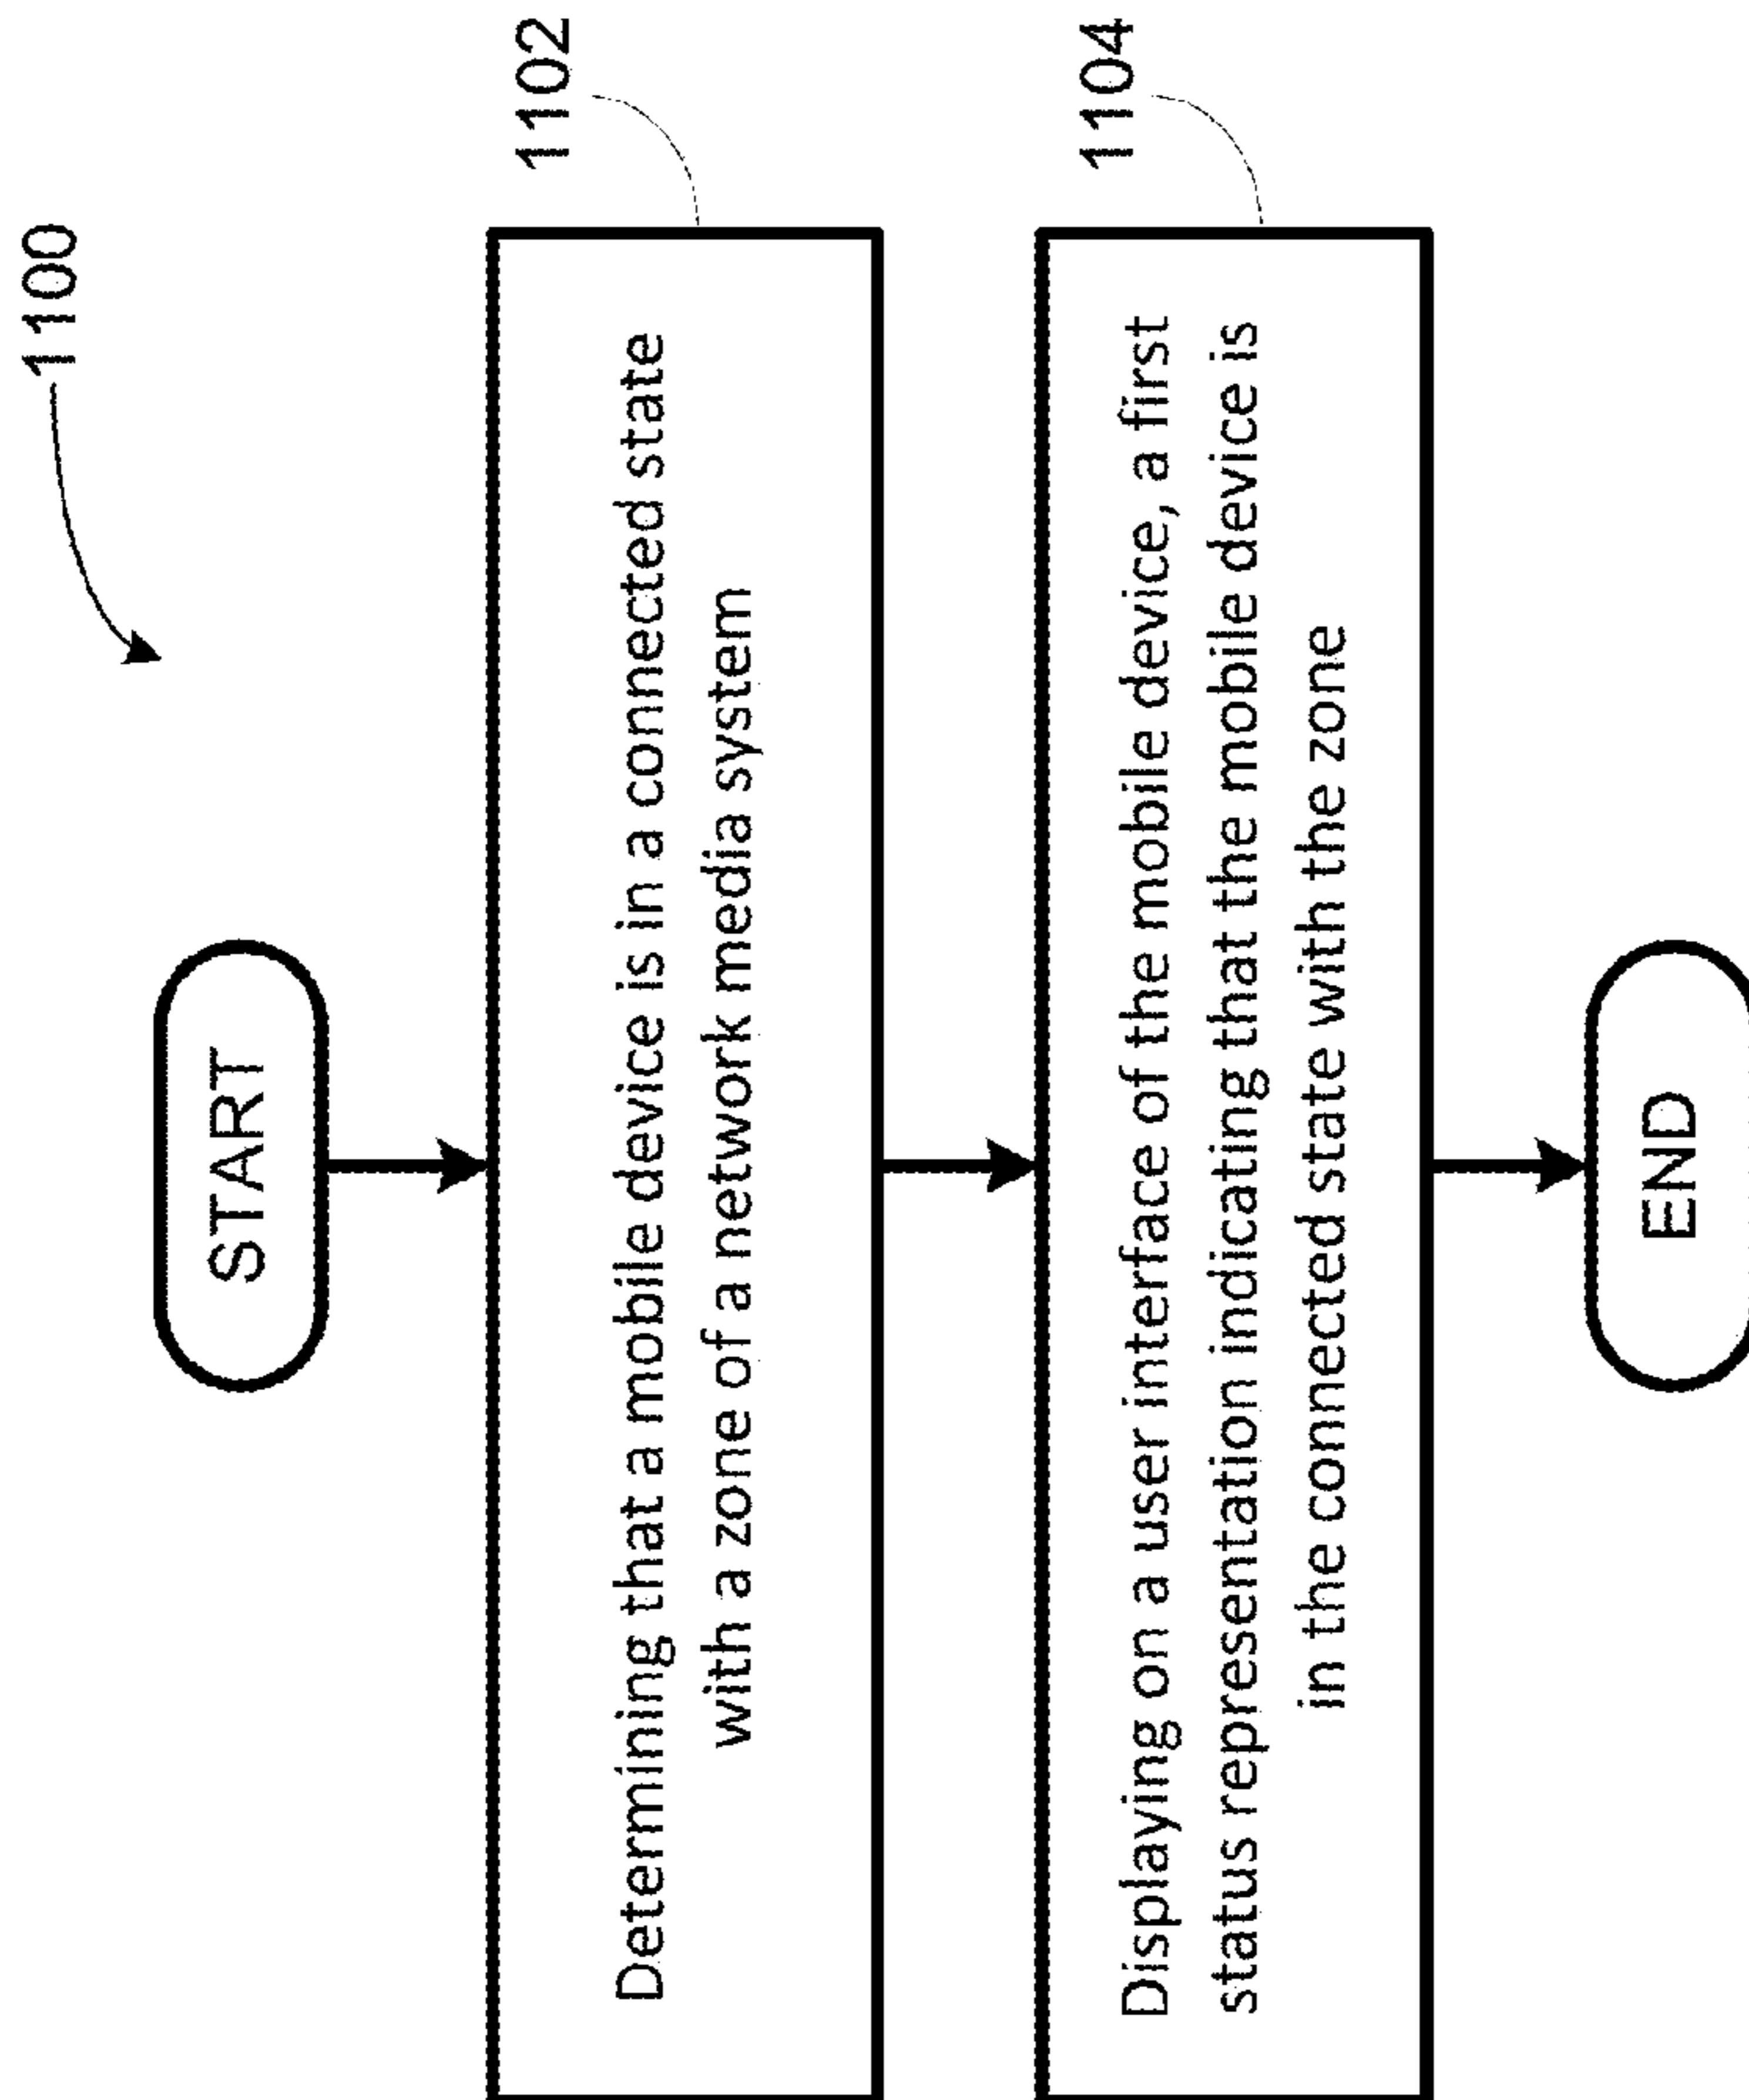 1100
START
Determining that a mobile device is in a connected state
with a zone of a network media system
1102
Displaying on a user interface of the mobile device, a first
status representation indicating that the mobile device is
in the connected state with the zone
1104
END